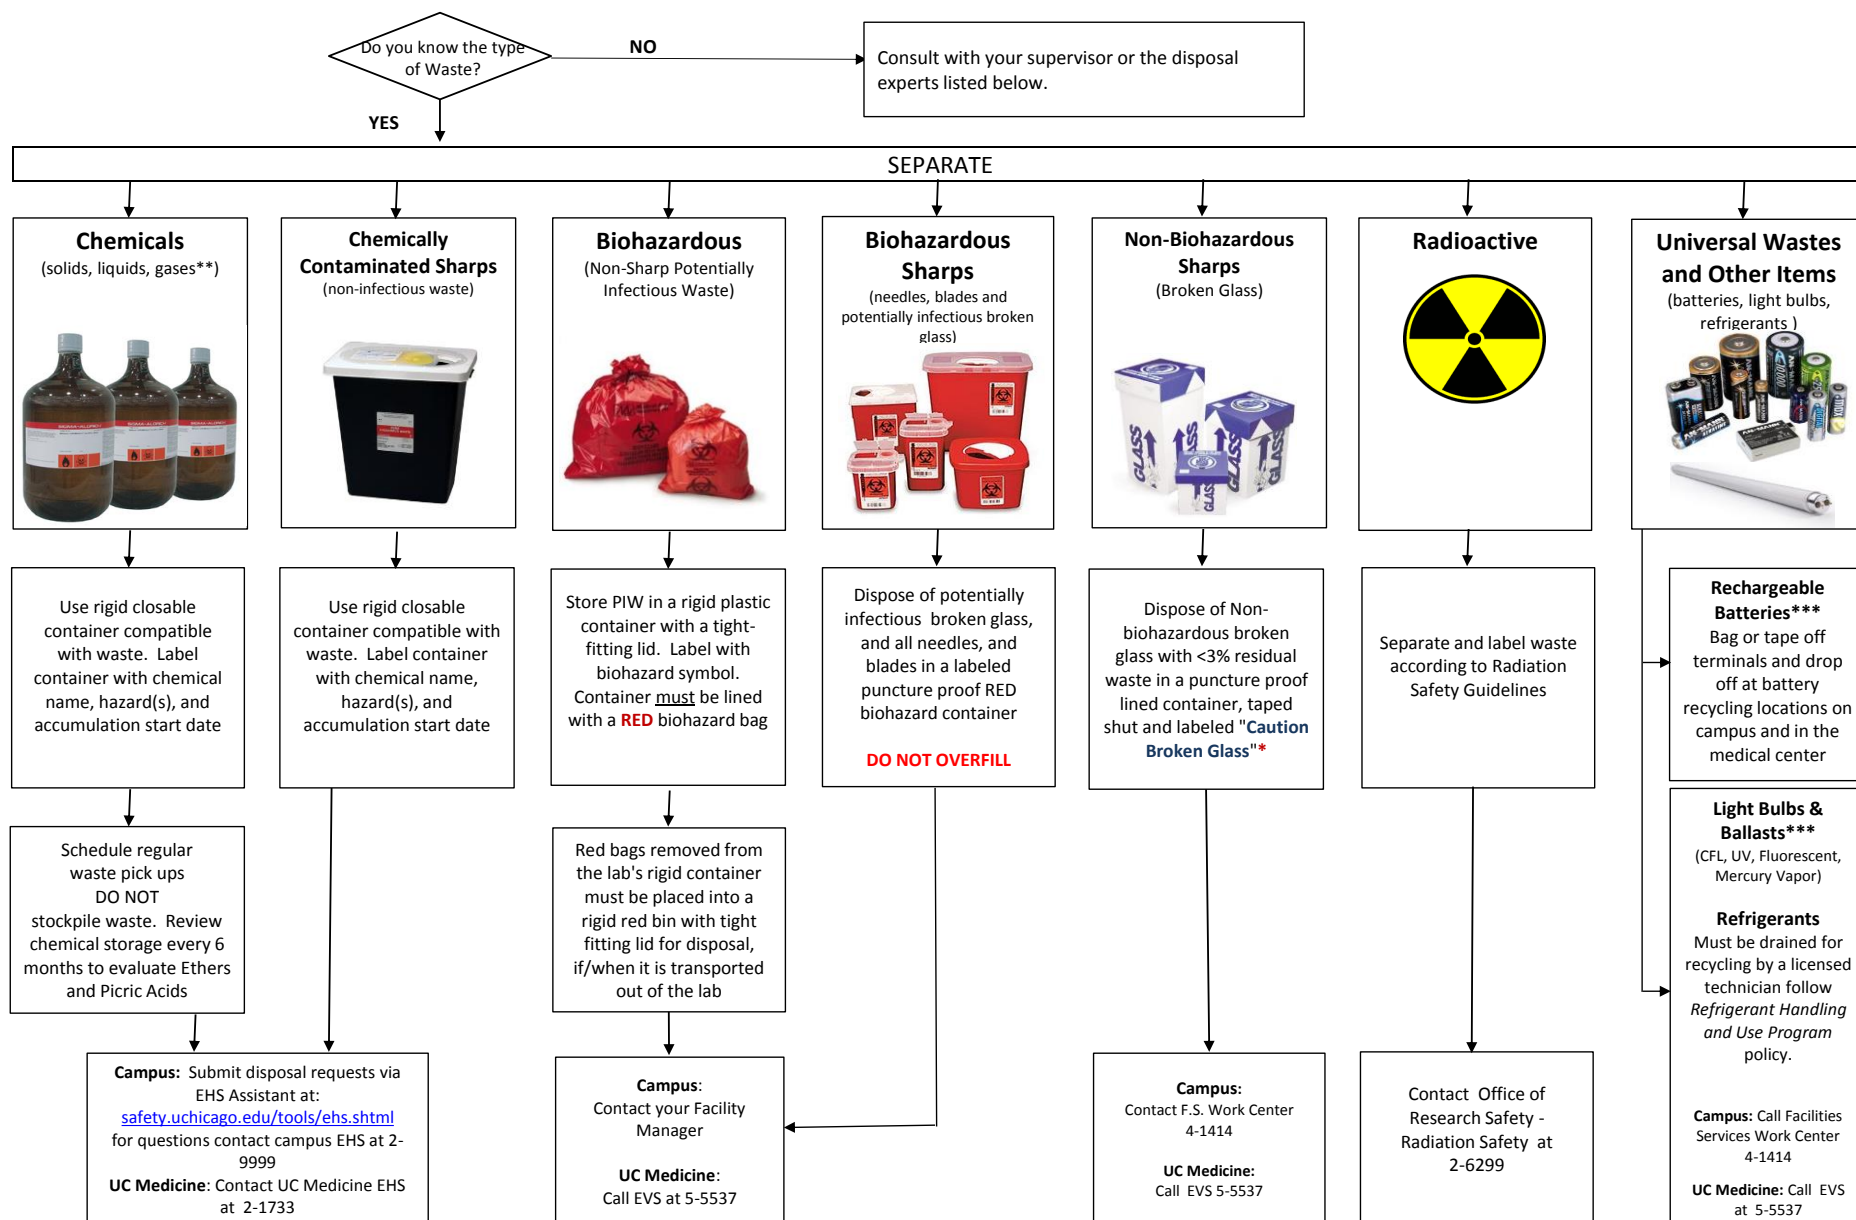 Do you know the type
of Waste?
NO
Consult with your supervisor or the disposal
experts listed below.
YES
SEPARATE
Chemicals
(solids, liquids, gases**)
SIGMA-ALDRICH
Use rigid closable
container compatible
with waste.  Label
container with chemical
name, hazard(s), and
accumulation start date
Schedule regular
waste pick ups
DO NOT
stockpile waste.  Review
chemical storage every 6
months to evaluate Ethers
and Picric Acids
Chemically
Contaminated Sharps
(non-infectious waste)
Use rigid closable
container compatible with
waste.  Label container
with chemical name,
hazard(s), and
accumulation start date
Campus:  Submit disposal requests via
EHS Assistant at:
safety.uchicago.edu/tools/ehs.shtml
for questions contact campus EHS at 2-
9999
UC Medicine: Contact UC Medicine EHS
at  2-1733
Biohazardous
(Non-Sharp Potentially
Infectious Waste)
Store PIW in a rigid plastic
container with a tight-
fitting lid.  Label with
biohazard symbol.
Container must be lined
with a RED biohazard bag
Red bags removed from
the lab's rigid container
must be placed into a
rigid red bin with tight
fitting lid for disposal,
if/when it is transported
out of the lab
Campus:
Contact your Facility
Manager
UC Medicine:
Call EVS at 5-5537
Biohazardous
Sharps
(needles, blades and
potentially infectious broken
glass)
Dispose of potentially
infectious  broken glass,
and all needles, and
blades in a labeled
puncture proof RED
biohazard container
DO NOT OVERFILL
Non-Biohazardous
Sharps
(Broken Glass)
GLASS
GLASS
GLASS
Dispose of Non-
biohazardous broken
glass with <3% residual
waste in a puncture proof
lined container, taped
shut and labeled "Caution
Broken Glass"*
Campus:
Contact F.S. Work Center
4-1414
UC Medicine:
Call  EVS 5-5537
Radioactive
Separate and label waste
according to Radiation
Safety Guidelines
Contact  Office of
Research Safety -
Radiation Safety  at
2-6299
Universal Wastes
and Other Items
(batteries, light bulbs,
refrigerants )
Rechargeable
Batteries***
Bag or tape off
terminals and drop
off at battery
recycling locations on
campus and in the
medical center
Light Bulbs &
Ballasts***
(CFL, UV, Fluorescent,
Mercury Vapor)
Refrigerants
Must be drained for
recycling by a licensed
technician follow
Refrigerant Handling
and Use Program
policy.
Campus: Call Facilities
Services Work Center
4-1414
UC Medicine: Call  EVS
at  5-5537